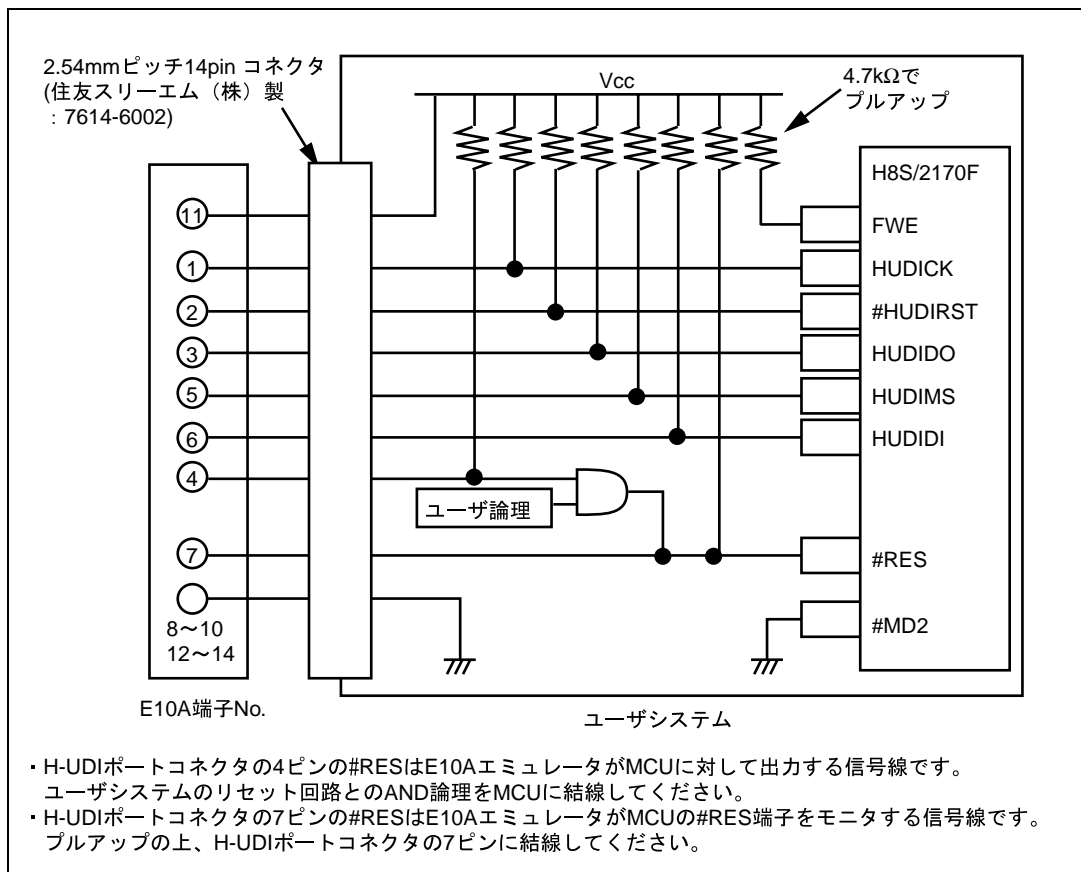 2.54mmピッチ14pin コネクタ
(住友スリーエム（株）製
：7614-6002)
Vcc
4.7kΩで
プルアップ
H8S/2170F
11
FWE
1
HUDICK
2
#HUDIRST
3
HUDIDO
5
HUDIMS
6
HUDIDI
4
ユーザ論理
7
#RES
8～10
12～14
#MD2
E10A端子No.
ユーザシステム
・H-UDIポートコネクタの4ピンの#RESはE10AエミュレータがMCUに対して出力する信号線です。
ユーザシステムのリセット回路とのAND論理をMCUに結線してください。
・H-UDIポートコネクタの7ピンの#RESはE10AエミュレータがMCUの#RES端子をモニタする信号線です。
プルアップの上、H-UDIポートコネクタの7ピンに結線してください。